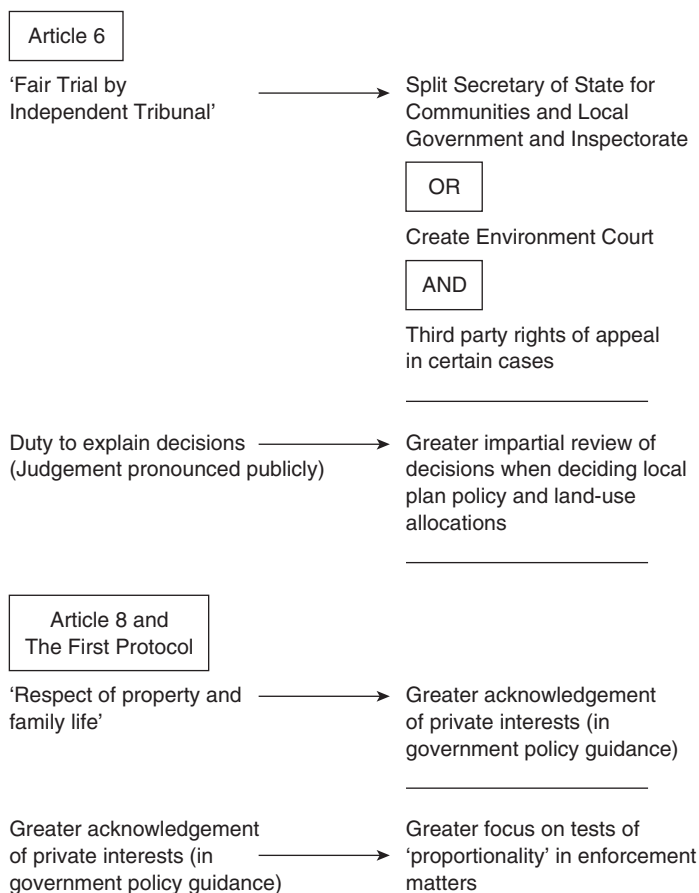 Article 6
‘Fair Trial by
Independent Tribunal’
Split Secretary of State for
Communities and Local
Government and Inspectorate
OR
Create Environment Court
AND
Third party rights of appeal
in certain cases
Duty to explain decisions
(Judgement pronounced publicly)
Greater impartial review of
decisions when deciding local
plan policy and land-use
allocations
Article 8 and
The First Protocol
‘Respect of property and
family life’
Greater acknowledgement
of private interests (in
government policy guidance)
Greater acknowledgement
of private interests (in
government policy guidance)
Greater focus on tests of
‘proportionality’ in enforcement
matters